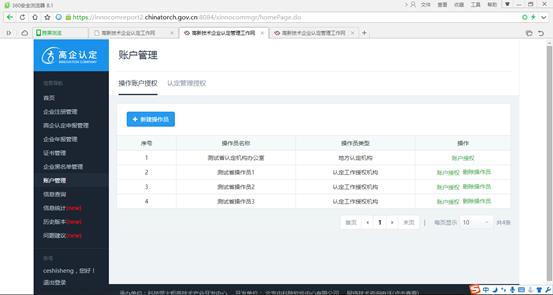 360安全浏览器 8.1
文件 查看 收藏 工具 帮助
https://innocomreport2.chinatorch.gov.cn:8084/xinnocommgr/homePage.do
搜索派活
高新技术企业认定工作网
高新技术企业认定管理工作网
高新技术企业认定管理工作网
高企认定
INNOVATION COMPANY
账户管理
信息导航
首页
企业注册管理
高企认定申报管理
企业年报管理
证书管理
企业黑名单管理
账户管理
信息查询
信息统计(new)
历史版本(new)
问题建议(new)
ceshisheng，您好！
退出登录
操作账户授权 认定管理授权
新建操作员
序号 操作员名称 操作员类型 操作
1 测试省认定机构办公室 地方认定机构 账户授权
2 测试省操作员1 认定工作授权机构 账户授权 删除操作员
3 测试省操作员2 认定工作授权机构 账户授权 删除操作员
4 测试省操作员3 认定工作授权机构 账户授权 删除操作员
首页 1 末页 | 每页显示 10 共4条